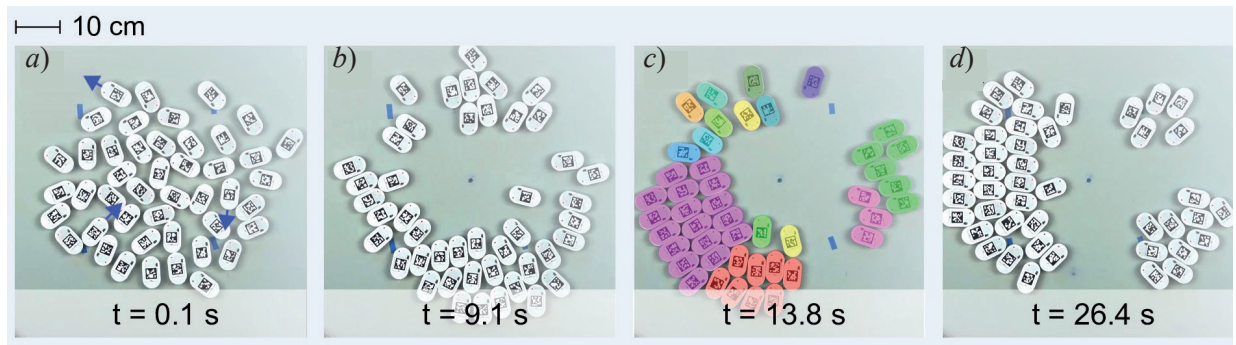 10 cm
a)
b)
c)
d)
t = 0.1 s
t = 9.1 s
t = 13.8 s
t = 26.4 s